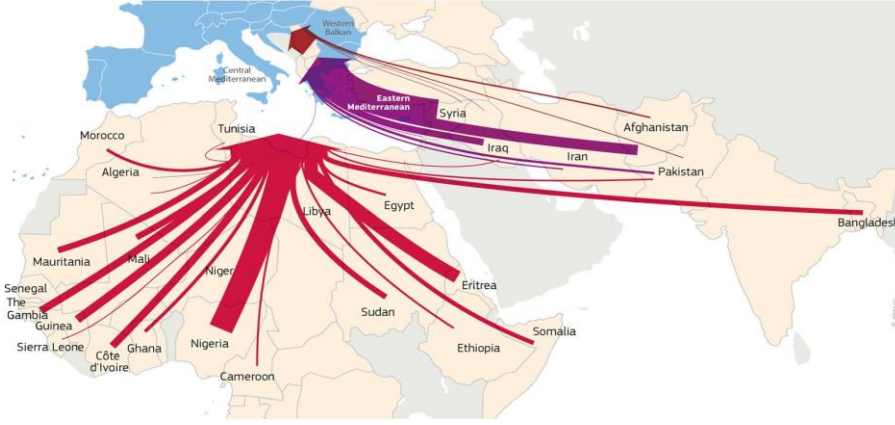 Western
Balkan
Central
Mediterranean
Eastern
Mediterranean
Syria
Tunisia
Afghanistan
Morocco
Iraq
Iran
Algeria
Pakistan
Libya
Egypt
Bangladesh
Mauritania
Mali
Niger
Senegal
The
Gambia
Eritrea
Guinea
Sudan
Somalia
Sierra Leone
Côte
d'Ivoire
Ghana
Nigeria
Ethiopia
Cameroon